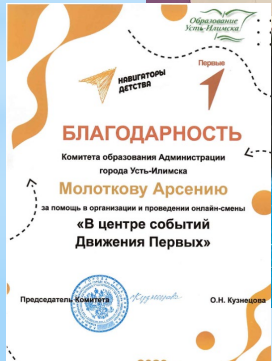 Образование
Усть-Илимска
НАВИГАТОРЫ
ДЕТСТВА
Первые
БЛАГОДАРНОСТЬ
Комитета образования Администрации
города Усть-Илимска
Молоткову Арсению
за помощь в организации и проведении онлайн-смены
«В центре событий
Движения Первых»
Председатель Комитета
О.Н. Кузнецова